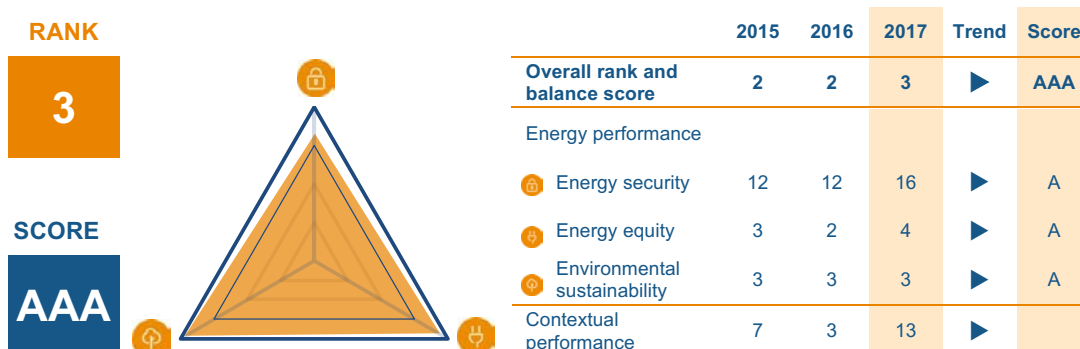 RANK
3
SCORE
AAA
2015 2016 2017 Trend Score
Overall rank and
balance score 2 2 3 AAA
Energy performance
Energy security 12 12 16 A
Energy equity 3 2 4 A
Environmental
sustainability 3 3 3 A
Contextual
performance 7 3 13